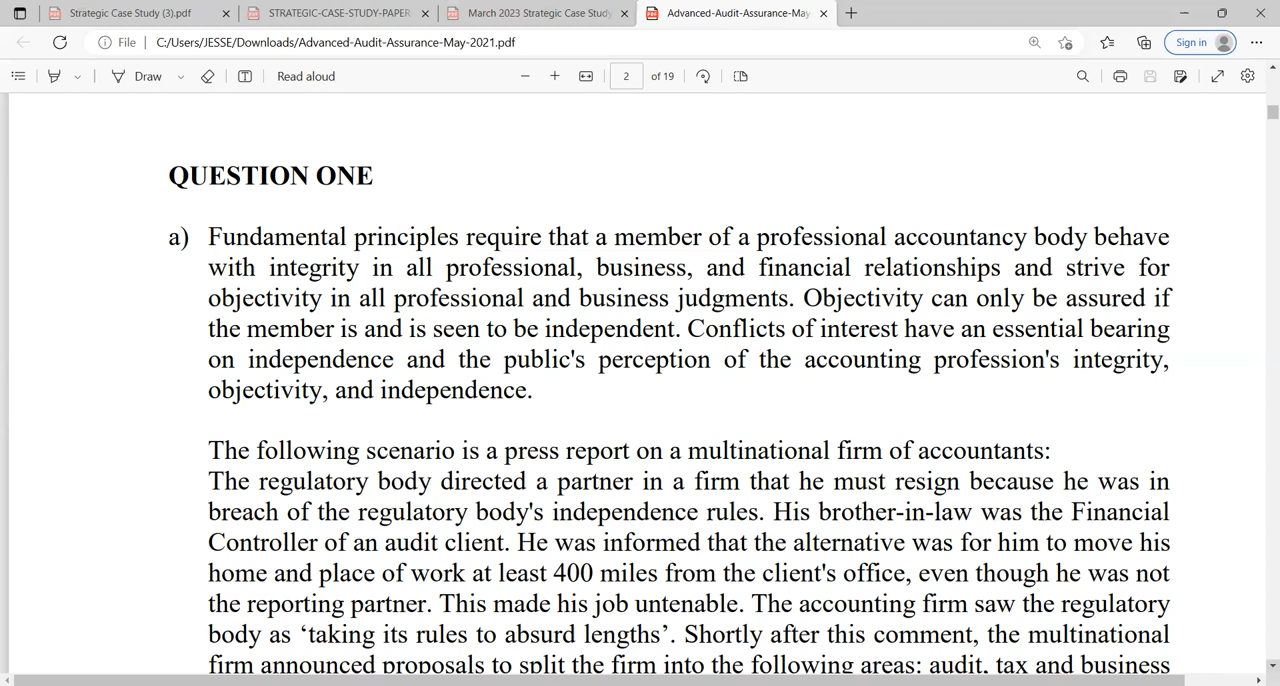 Strategic Case Study (3).pdf
STRATEGIC-CASE-STUDY-PAPER
March 2023 Strategic Case Study
Advanced-Audit-Assurance-May
File | C:/Users/JESSE/Downloads/Advanced-Audit-Assurance-May-2021.pdf
Sign in
Draw
Read aloud
2 of 19
QUESTION ONE
a) Fundamental principles require that a member of a professional accountancy body behave
with integrity in all professional, business, and financial relationships and strive for
objectivity in all professional and business judgments. Objectivity can only be assured if
the member is and is seen to be independent. Conflicts of interest have an essential bearing
on independence and the public's perception of the accounting profession's integrity,
objectivity, and independence.
The following scenario is a press report on a multinational firm of accountants:
The regulatory body directed a partner in a firm that he must resign because he was in
breach of the regulatory body's independence rules. His brother-in-law was the Financial
Controller of an audit client. He was informed that the alternative was for him to move his
home and place of work at least 400 miles from the client's office, even though he was not
the reporting partner. This made his job untenable. The accounting firm saw the regulatory
body as ‘taking its rules to absurd lengths’. Shortly after this comment, the multinational
firm announced proposals to split the firm into the following areas: audit, tax and business